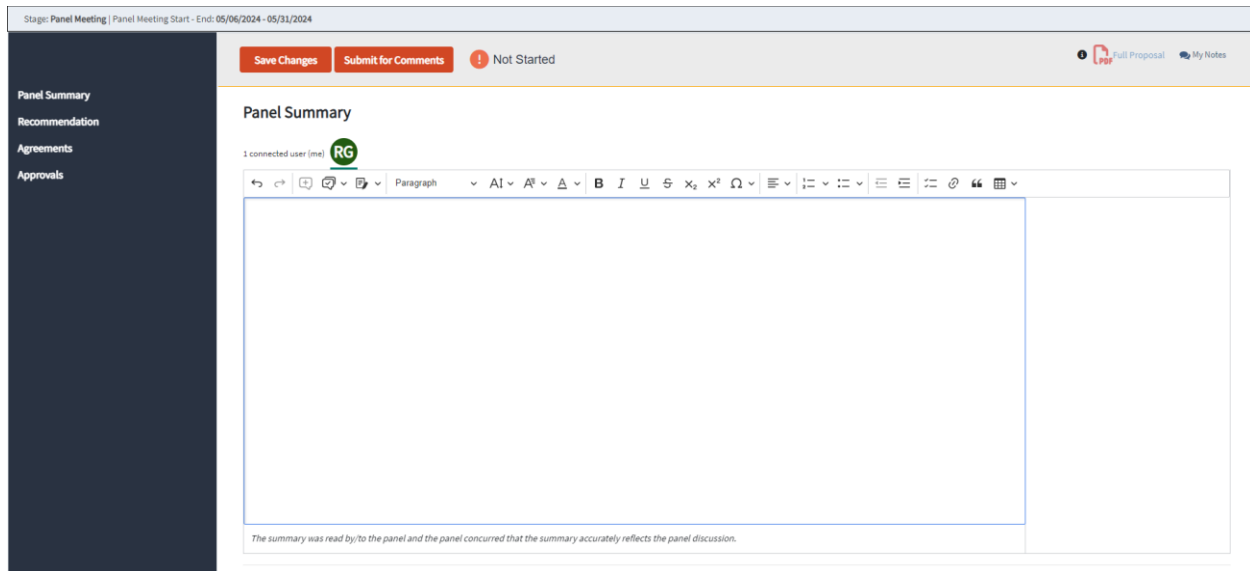 Stage: Panel Meeting | Panel Meeting Start - End: 05/06/2024 - 05/31/2024
Save Changes
Submit for Comments
! Not Started
PDF Full Proposal
My Notes
Panel Summary
Recommendation
Agreements
Approvals
Panel Summary
1 connected user (me) RG
Paragraph
The summary was read by/to the panel and the panel concurred that the summary accurately reflects the panel discussion.